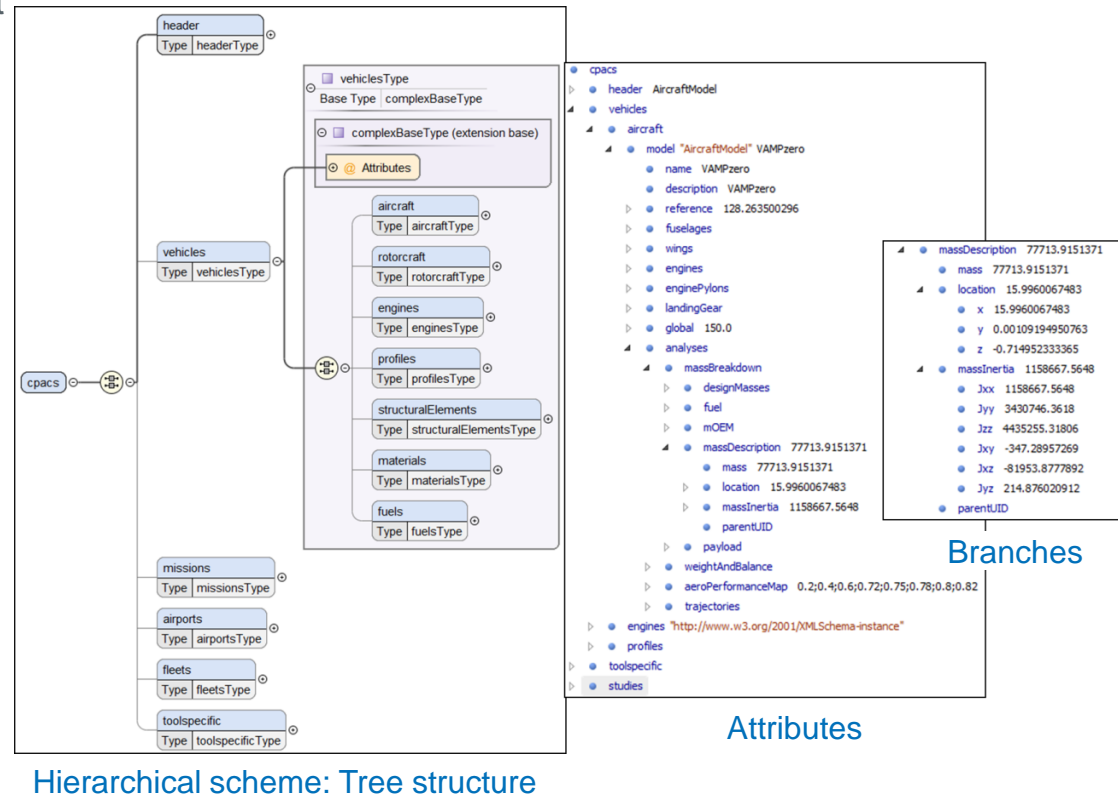 header
Type headerType
vehiclesType
Base Type complexBaseType
complexBaseType (extension base)
@ Attributes
aircraft
Type aircraftType
rotorcraft
Type rotorcraftType
vehicles
Type vehiclesType
engines
Type enginesType
profiles
Type profilesType
cpacs
structuralElements
Type structuralElementsType
materials
Type materialsType
fuels
Type fuelsType
missions
Type missionsType
airports
Type airportsType
fleets
Type fleetsType
toolspecific
Type toolspecificType
Hierarchical scheme: Tree structure
cpacs
header AircraftModel
vehicles
aircraft
model "AircraftModel" VAMPzero
name VAMPzero
description VAMPzero
reference 128.263500296
fuselages
wings
engines
enginePylons
landingGear
global 150.0
analyses
massBreakdown
designMasses
fuel
mOEM
massDescription 77713.9151371
mass 77713.9151371
location 15.9960067483
massInertia 1158667.5648
parentUID
payload
weightAndBalance
aeroPerformanceMap 0.2;0.4;0.6;0.72;0.75;0.78;0.8;0.82
trajectories
engines "http://www.w3.org/2001/XMLSchema-instance"
profiles
toolspecific
studies
Attributes
massDescription 77713.9151371
mass 77713.9151371
location 15.9960067483
x 15.9960067483
y 0.00109194950763
z -0.714952333365
massInertia 1158667.5648
Jxx 1158667.5648
Jyy 3430746.3618
Jzz 4435255.31806
Jxy -347.28957269
Jxz -81953.8777892
Jyz 214.876020912
parentUID
Branches